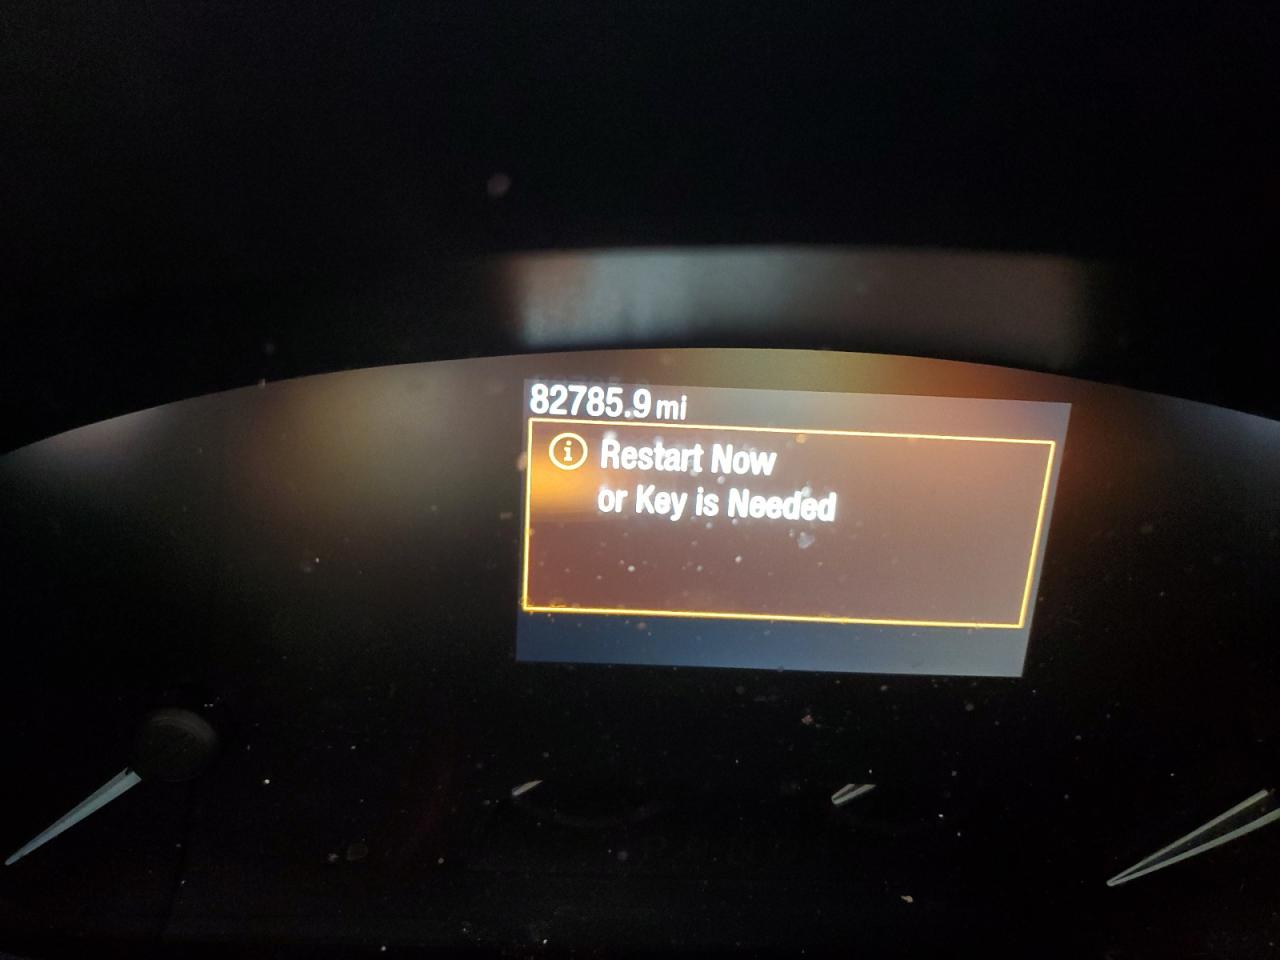 82785.9 mi
Restart Now
or Key is Needed